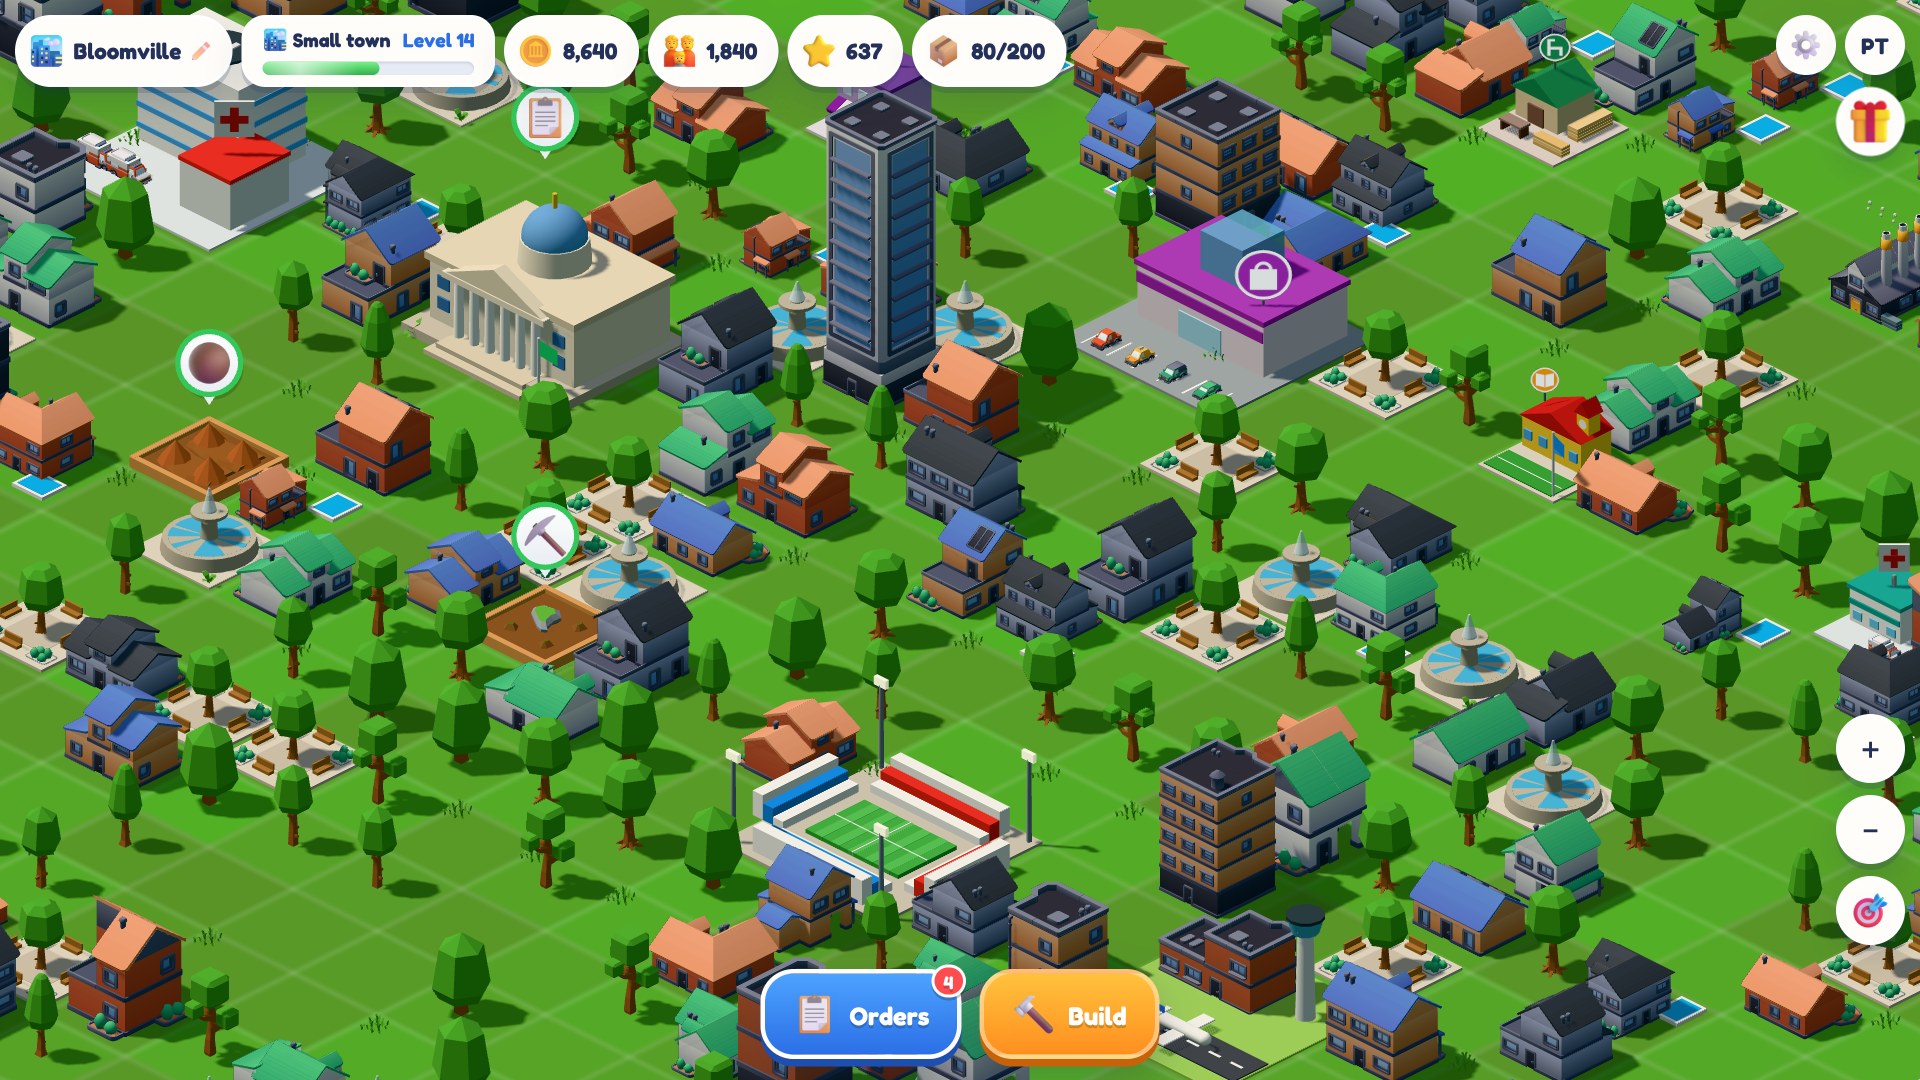 Bloomville
Small town Level 14
8,640
1,840
637
80/200
PT
+
-
Orders
4
Build